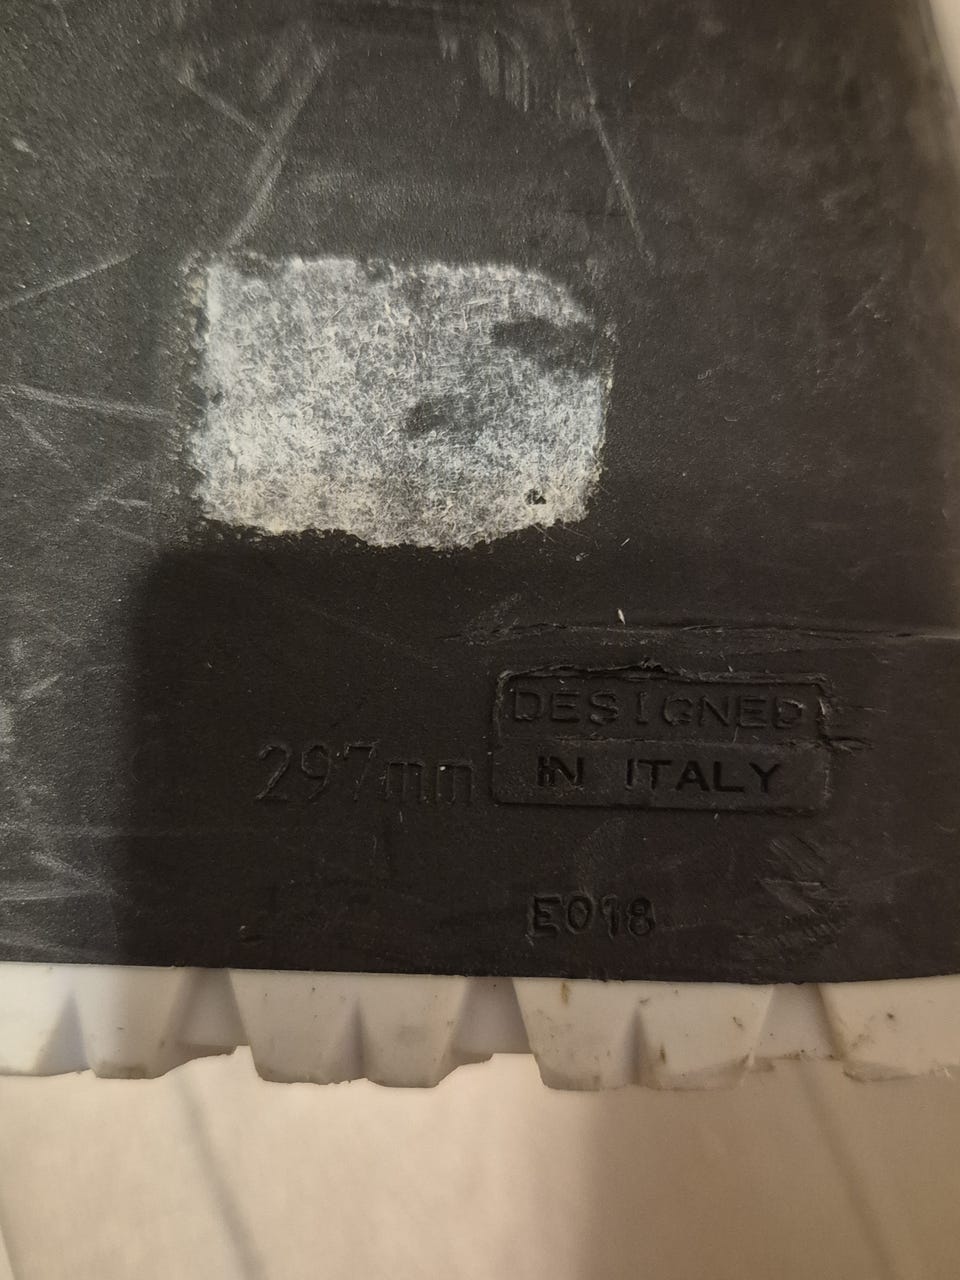 297mm
DESIGNED
IN ITALY
E018